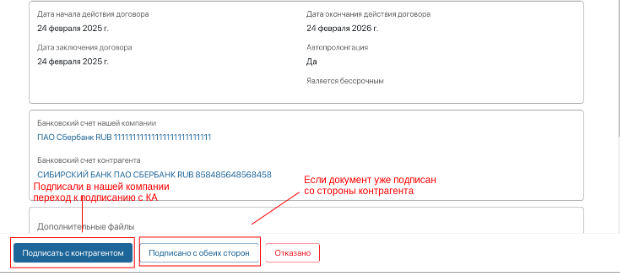 Дата начала действия договора
Дата окончания действия договора
24 февраля 2025 г.
24 февраля 2026 г.
Дата заключения договора
Автопролонгация
24 февраля 2025 г.
Да
Является бессрочным
Банковский счет нашей компании
ПАО Сбербанк RUB 1111111111111111111111111
Банковский счет контрагента
СИБИРСКИЙ БАНК ПАО СБЕРБАНК RUB 858485648568458
Подписали в нашей компании
переход к подписанию с КА
Если документ уже подписан
со стороны контрагента
Дополнительные файлы
Подписать с контрагентом
Подписано с обеих сторон
Отказано